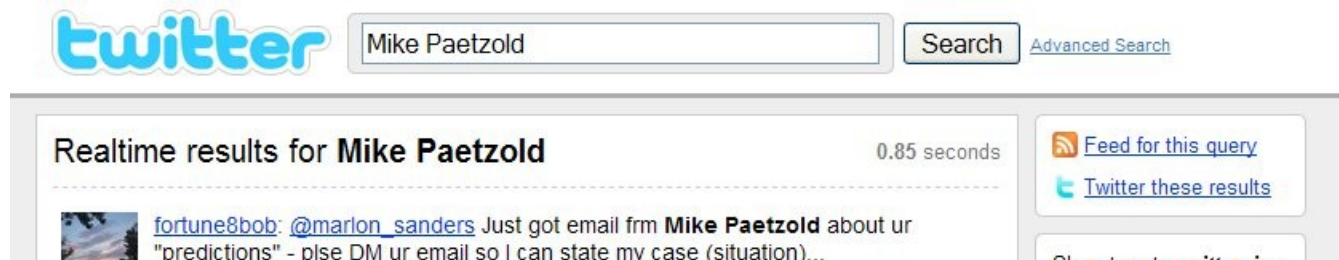 twitter
Mike Paetzold
Search
Advanced Search
Realtime results for Mike Paetzold
0.85 seconds
fortune8bob: @marlon_sanders Just got email frm Mike Paetzold about ur
"predictions" - plse DM ur email so I can state my case (situation)...
Feed for this query
Twitter these results